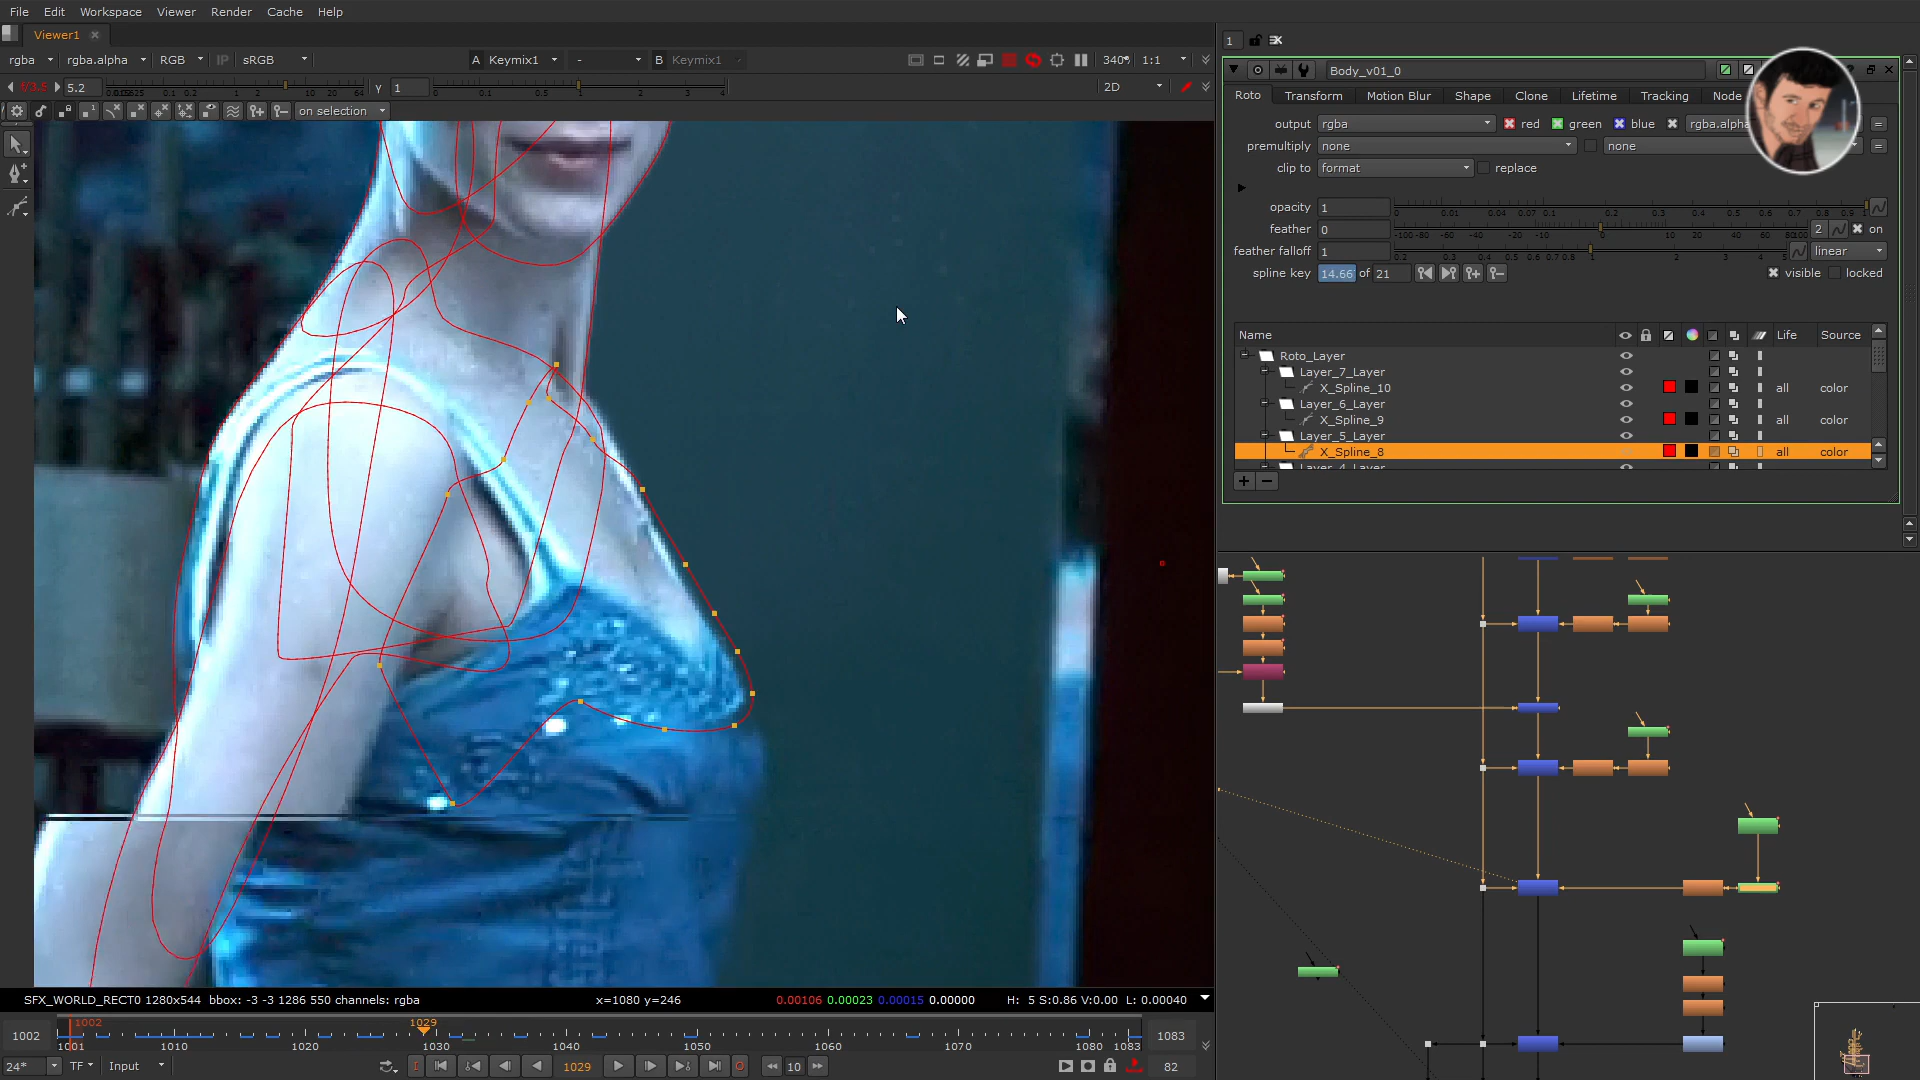 File Edit Workspace Viewer Render Cache Help
Viewer1
rgba rgba.alpha RGB IP sRGB A Keymix1 - B Keymix1 340% 1:1
f/3.5 5.2 γ 1 2D
on selection
1
Body_v01_0
Roto Transform Motion Blur Shape Clone Lifetime Tracking Node
output rgba red green blue rgba.alpha
premultiply none none
clip to format replace
opacity 1
feather 0 2 on
feather falloff 1 linear
spline key 14.66 of 21 visible locked
Name Life Source
Roto_Layer
Layer_7_Layer
X_Spline_10 all color
Layer_6_Layer
X_Spline_9 all color
Layer_5_Layer
X_Spline_8 all color
Layer_4_Layer
SFX_WORLD_RECT0 1280x544 bbox: -3 -3 1286 550 channels: rgba x=1080 y=246 0.00106 0.00023 0.00015 0.00000 H: 5 S:0.86 V:0.00 L: 0.00040
1002 1002 1029 1083
1001 1010 1020 1030 1040 1050 1060 1070 1080 1083
24* TF Input 1029 10 82